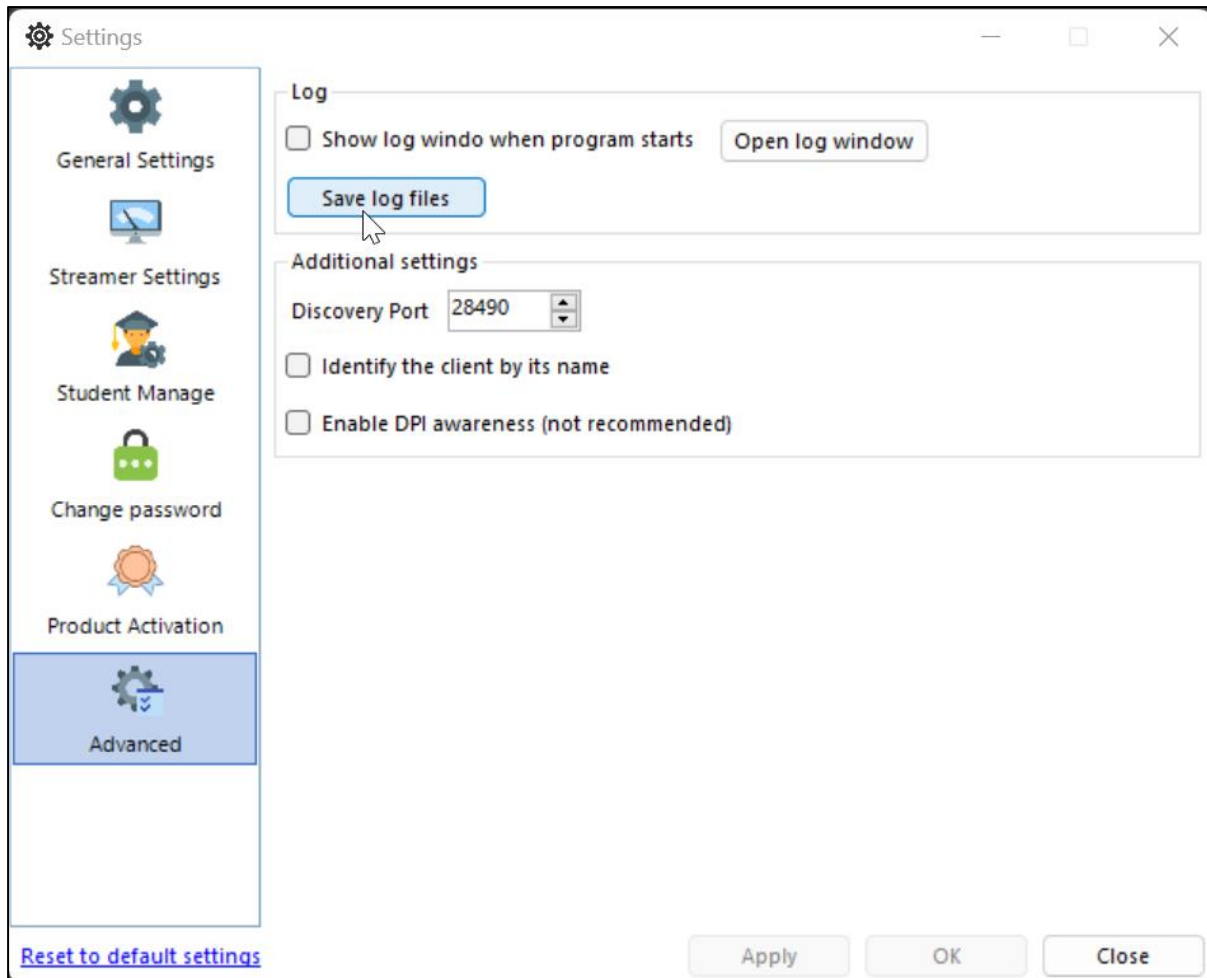 Settings
General Settings
Streamer Settings
Student Manage
Change password
Product Activation
Advanced
Log
Show log windo when program starts
Open log window
Save log files
Additional settings
Discovery Port 28490
Identify the client by its name
Enable DPI awareness (not recommended)
Reset to default settings
Apply
OK
Close